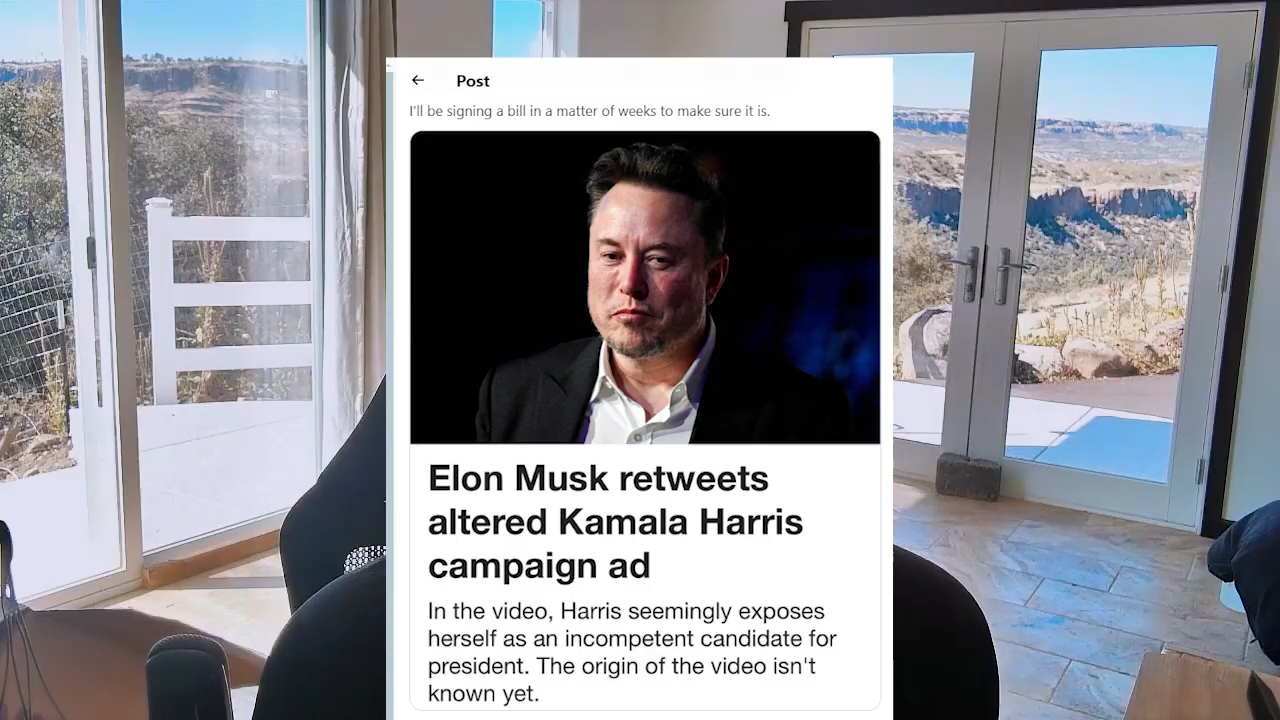 Post
I'll be signing a bill in a matter of weeks to make sure it is.
Elon Musk retweets
altered Kamala Harris
campaign ad
In the video, Harris seemingly exposes
herself as an incompetent candidate for
president. The origin of the video isn't
known yet.